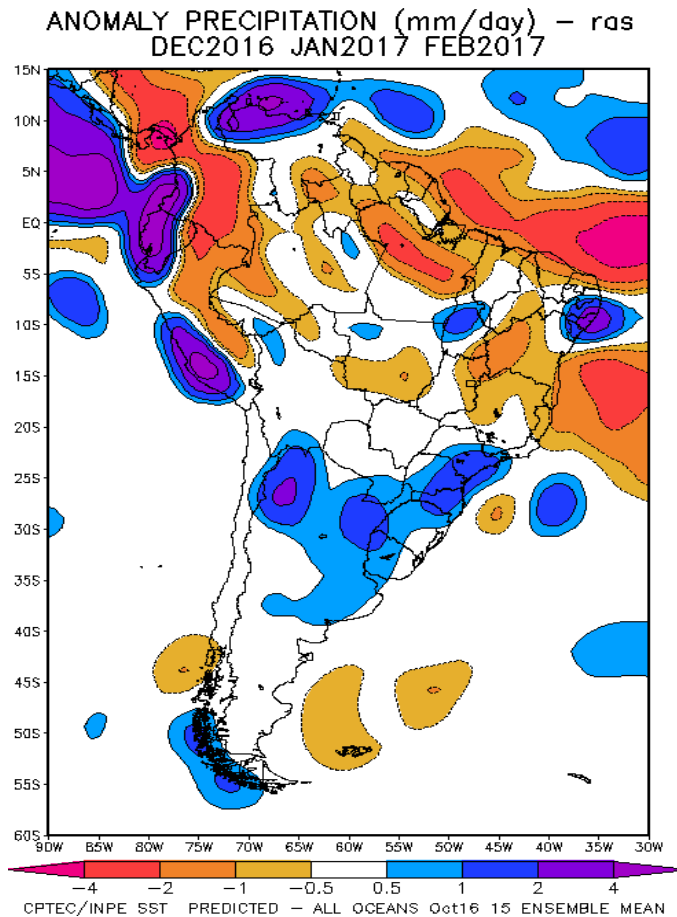 ANOMALY PRECIPITATION (mm/day) − ras
DEC2016 JAN2017 FEB2017
15N
10N
5N
EQ
5S
10S
15S
20S
25S
30S
35S
40S
45S
50S
55S
60S
90W 85W 80W 75W 70W 65W 60W 55W 50W 45W 40W 35W 30W
−4 −2 −1 −0.5 0.5 1 2 4
CPTEC/INPE SST PREDICTED − ALL OCEANS Oct16 15 ENSEMBLE MEAN